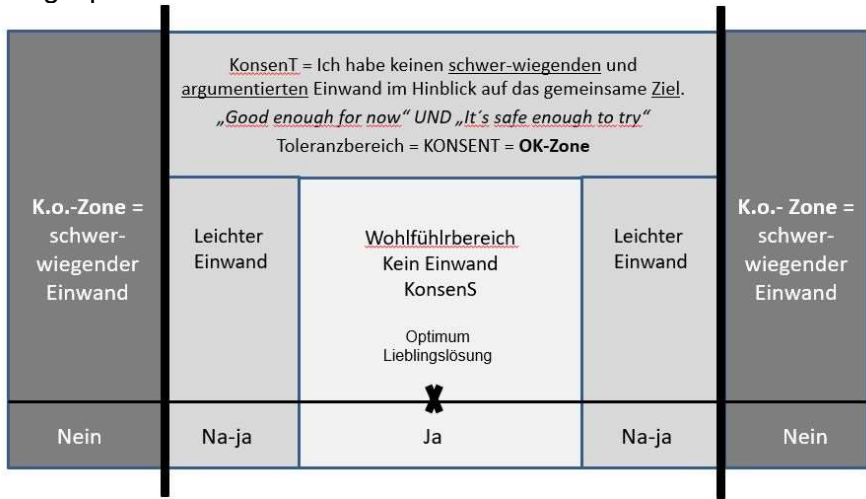 KonsenT = Ich habe keinen schwer-wiegenden und
argumentierten Einwand im Hinblick auf das gemeinsame Ziel.
„Good enough for now“ UND „It´s safe enough to try“
Toleranzbereich = KONSENT = OK-Zone
K.o.-Zone =
schwer-
wiegender
Einwand
Leichter
Einwand
Wohlfühlrbereich
Kein Einwand
KonsenS
Optimum
Lieblingslösung
Leichter
Einwand
K.o.- Zone =
schwer-
wiegender
Einwand
Nein
Na-ja
Ja
Na-ja
Nein